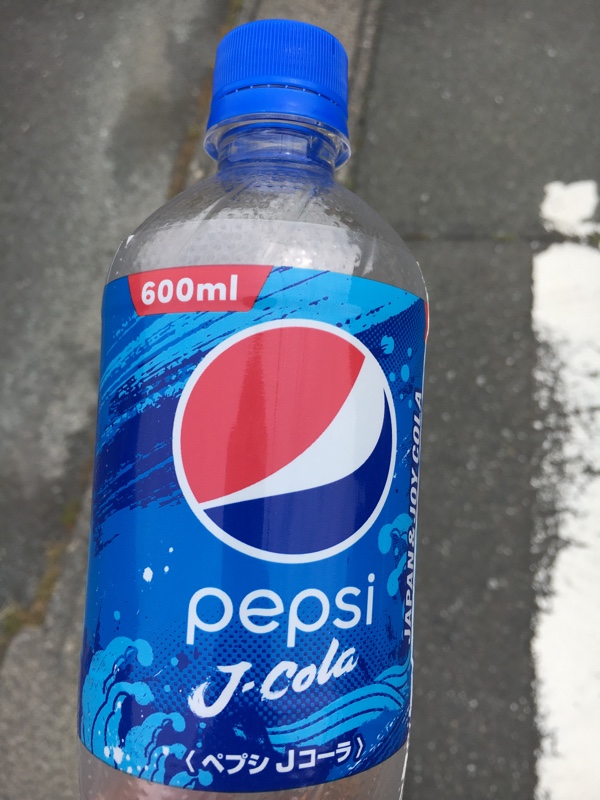 600ml
pepsi
J-Cola
〈ペプシ Jコーラ〉
JAPAN & JOY COLA